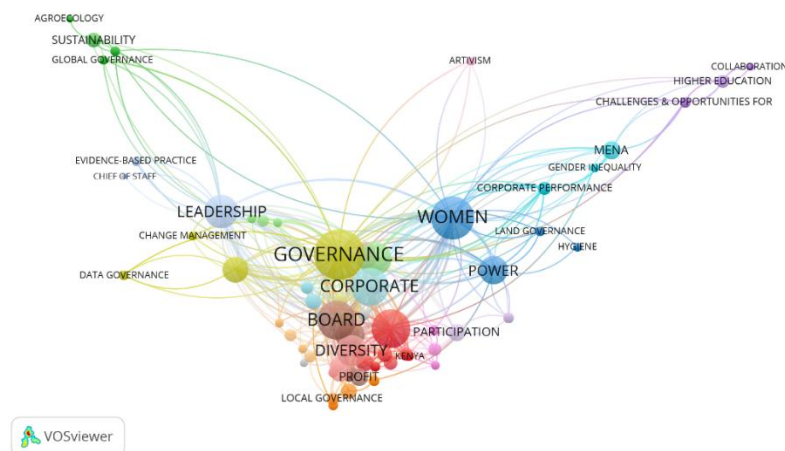 AGROECOLOGY
SUSTAINABILITY
GLOBAL GOVERNANCE
ARTIVISM
COLLABORATION
HIGHER EDUCATION
CHALLENGES & OPPORTUNITIES FOR
EVIDENCE-BASED PRACTICE
CHIEF OF STAFF
MENA
GENDER INEQUALITY
CORPORATE PERFORMANCE
LEADERSHIP
WOMEN
CHANGE MANAGEMENT
LAND GOVERNANCE
HYGIENE
GOVERNANCE
DATA GOVERNANCE
POWER
CORPORATE
BOARD
PARTICIPATION
DIVERSITY
KENYA
PROFIT
LOCAL GOVERNANCE
VOSviewer